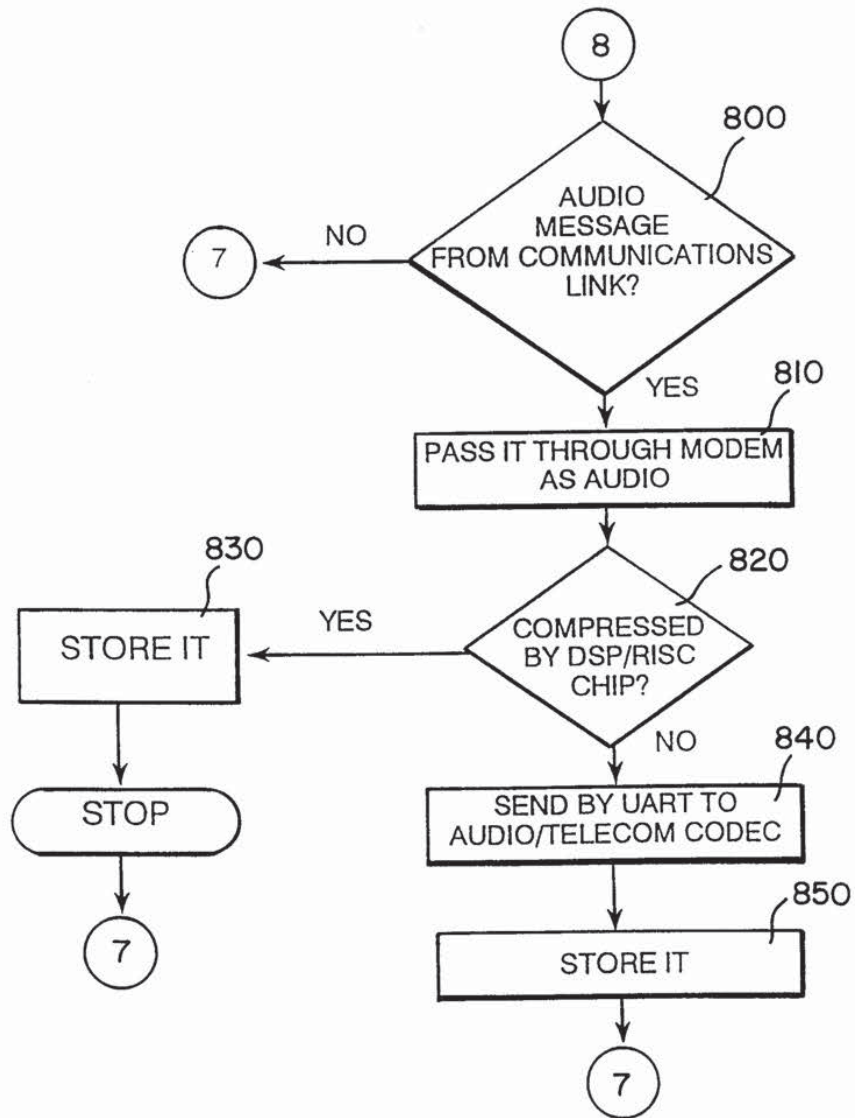 8
800
AUDIO
MESSAGE
FROM COMMUNICATIONS
LINK?
NO
7
YES
810
PASS IT THROUGH MODEM
AS AUDIO
820
COMPRESSED
BY DSP/RISC
CHIP?
YES
830
STORE IT
STOP
7
NO
840
SEND BY UART TO
AUDIO/TELECOM CODEC
850
STORE IT
7